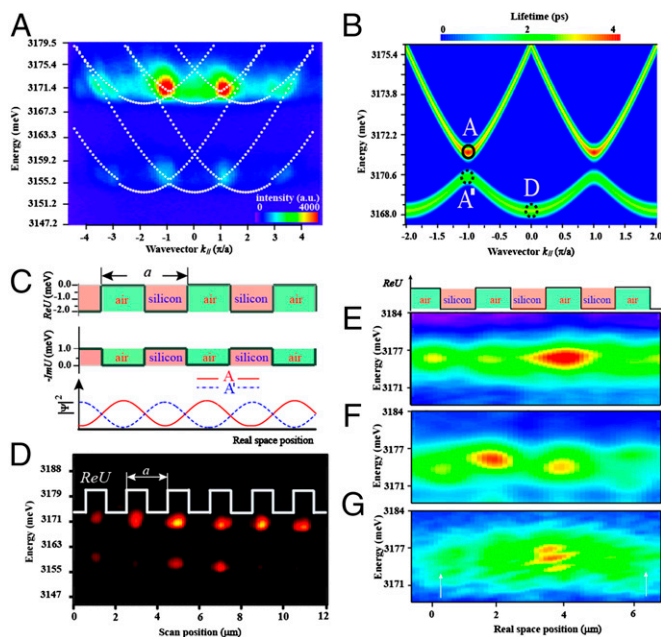 A
3179.5
3175.4
3171.4
3167.3
3163.3
3159.2
3155.2
3151.1
3147.2
Energy (meV)
intensity (a.u.)
0 4000
-4 -3 -2 -1 0 1 2 3 4
Wavevector k// (π/a)
B
Lifetime (ps)
0 2 4
3175.4
3172.8
3170.6
3168.0
Energy (meV)
A
A'
D
-2.0 -1.5 -1.0 -0.5 0.0 0.5 1.0 1.5 2.0
Wavevector k// (π/a)
C
a
ReU (meV)
0.0
-1.0
-2.0
air silicon air silicon air
-ImU (meV)
1.0
0.0
air silicon air silicon air
A
A'
|Ψ|²
Real space position
D
ReU
a
3188
3179
3171
3163
3155
3147
Energy (meV)
0 2 4 6 8 10 12
Scan position (μm)
ReU
air silicon air silicon air silicon air
E
3184
3177
3171
Energy (meV)
F
3184
3177
3171
Energy (meV)
G
3184
3177
3171
Energy (meV)
0 2 4 6
Real space position (μm)